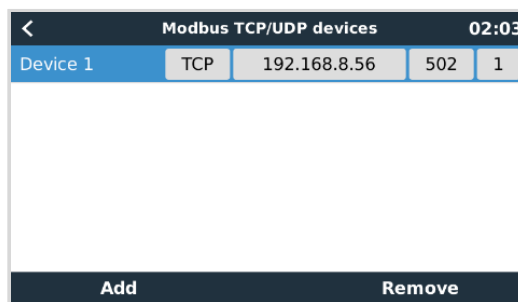 Modbus TCP/UDP devices 02:03
Device 1 TCP 192.168.8.56 502 1
Add Remove